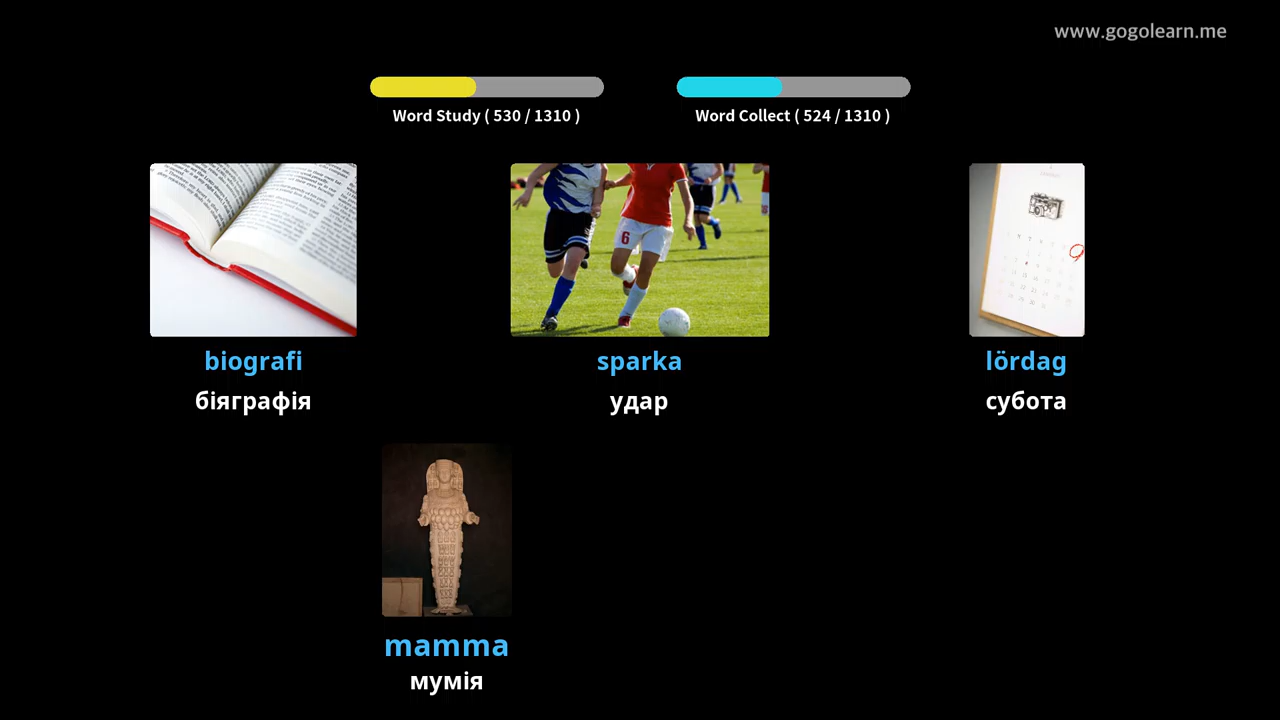 www.gogolearn.me
Word Study ( 530 / 1310 )
Word Collect ( 524 / 1310 )
biografi
sparka
lördag
біяграфія
удар
субота
mamma
мумія